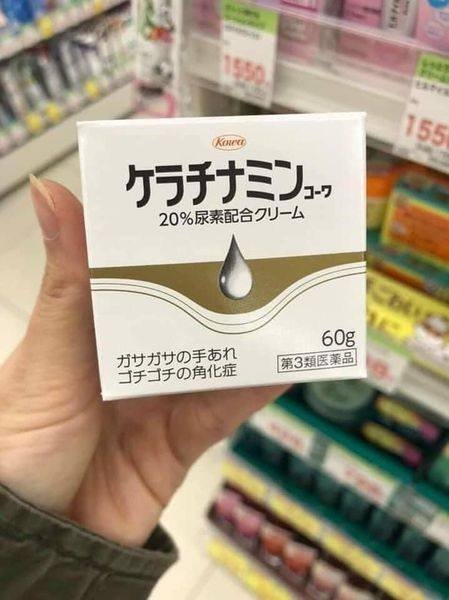 1550
155
Kowa
ケラチナミンコーワ
20%尿素配合クリーム
60g
ガサガサの手あれ
ゴチゴチの角化症
第3類医薬品